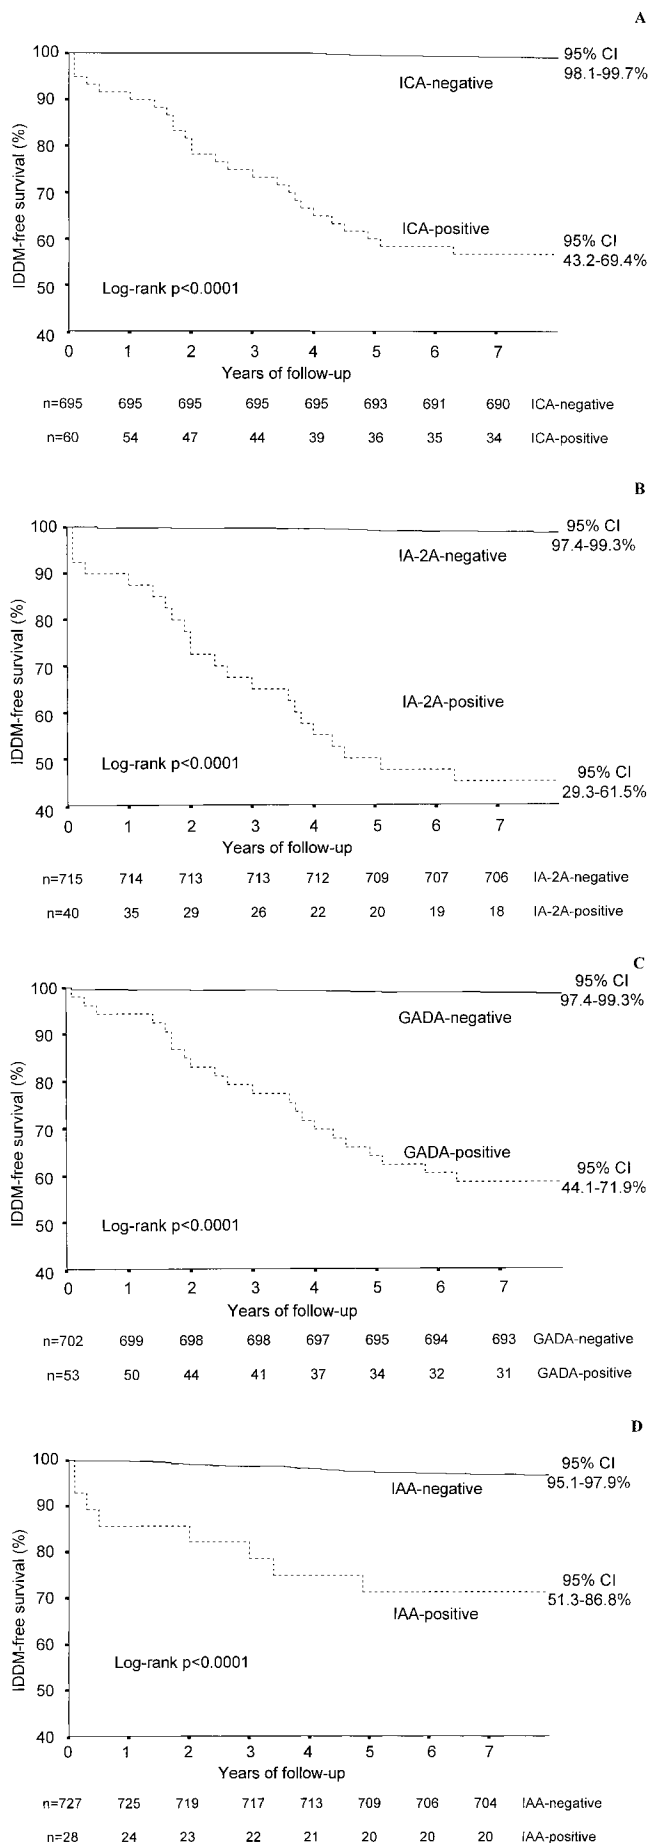 A
100
90
80
70
60
50
40
IDDM-free survival (%)
95% CI
98.1-99.7%
ICA-negative
ICA-positive
95% CI
43.2-69.4%
Log-rank p<0.0001
0 1 2 3 4 5 6 7
Years of follow-up
n=695 695 695 695 695 693 691 690 ICA-negative
n=60 54 47 44 39 36 35 34 ICA-positive
B
100
90
80
70
60
50
40
IDDM-free survival (%)
95% CI
97.4-99.3%
IA-2A-negative
IA-2A-positive
95% CI
29.3-61.5%
Log-rank p<0.0001
0 1 2 3 4 5 6 7
Years of follow-up
n=715 714 713 713 712 709 707 706 IA-2A-negative
n=40 35 29 26 22 20 19 18 IA-2A-positive
C
100
90
80
70
60
50
40
IDDM-free survival (%)
95% CI
97.4-99.3%
GADA-negative
GADA-positive
95% CI
44.1-71.9%
Log-rank p<0.0001
0 1 2 3 4 5 6 7
Years of follow-up
n=702 699 698 698 697 695 694 693 GADA-negative
n=53 50 44 41 37 34 32 31 GADA-positive
D
100
90
80
70
60
50
40
IDDM-free survival (%)
95% CI
95.1-97.9%
IAA-negative
95% CI
51.3-86.8%
IAA-positive
Log-rank p<0.0001
0 1 2 3 4 5 6 7
Years of follow-up
n=727 725 719 717 713 709 706 704 IAA-negative
n=28 24 23 22 21 20 20 20 IAA-positive